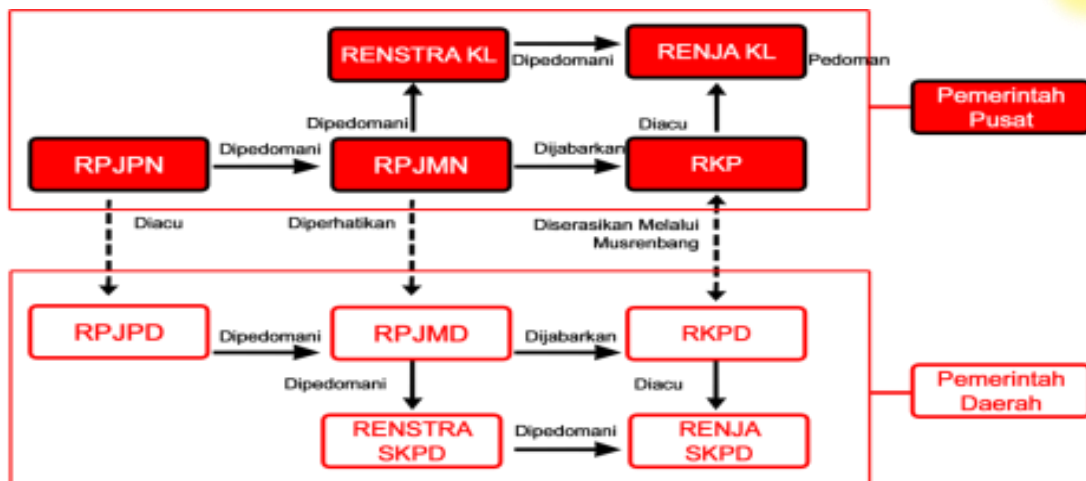 RENSTRA KL
Dipedomani
RENJA KL
Pedoman
Pemerintah
Pusat
Dipedomani
Diacu
RPJPN
Dipedomani
RPJMN
Dijabarkan
RKP
Diacu
Diperhatikan
Diserasikan Melalui
Musrenbang
RPJPD
Dipedomani
RPJMD
Dijabarkan
RKPD
Dipedomani
Diacu
Pemerintah
Daerah
RENSTRA
SKPD
Dipedomani
RENJA
SKPD